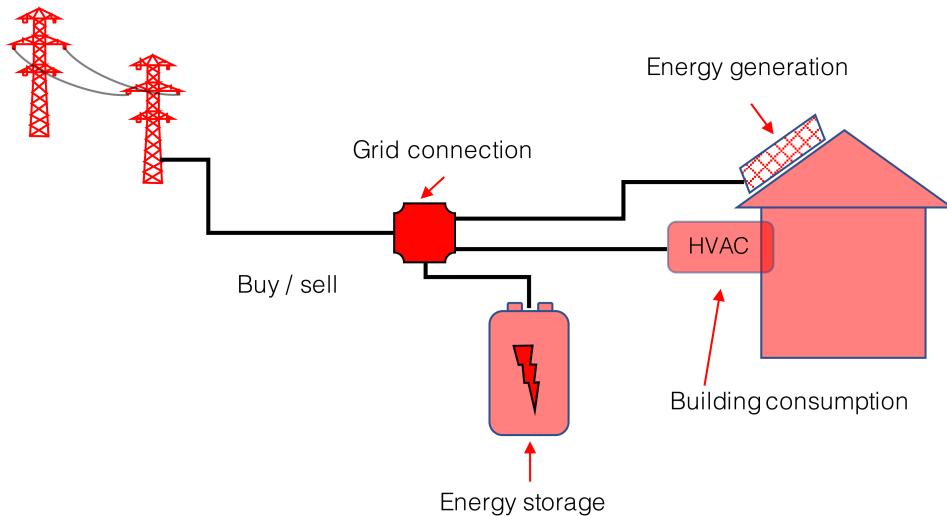 Energy generation
Grid connection
HVAC
Buy / sell
Building consumption
Energy storage